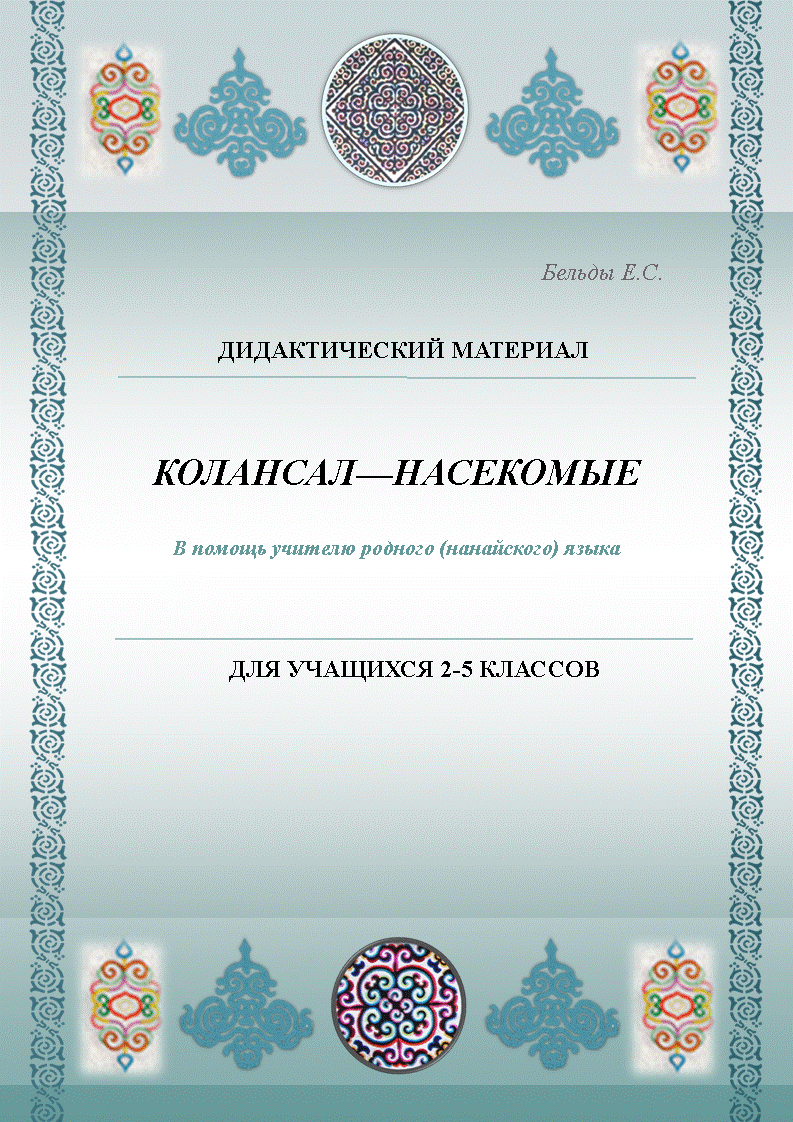 Бельды Е.С.
ДИДАКТИЧЕСКИЙ МАТЕРИАЛ
КОЛАНСАЛ—НАСЕКОМЫЕ
В помощь учителю родного (нанайского) языка
ДЛЯ УЧАЩИХСЯ 2-5 КЛАССОВ